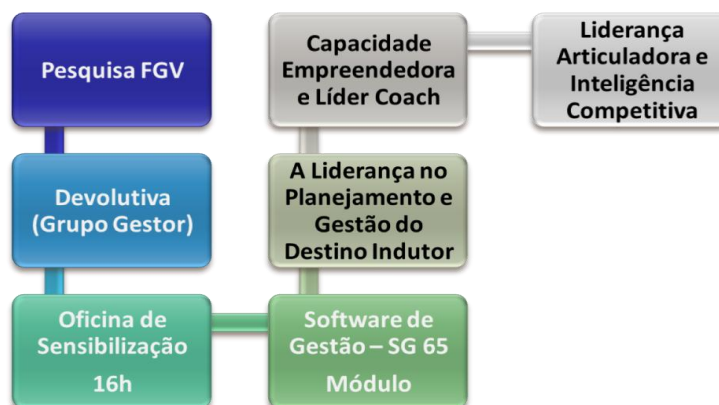 Pesquisa FGV
Devolutiva
(Grupo Gestor)
Oficina de
Sensibilização
16h
Software de
Gestão – SG 65
Módulo
A Liderança no
Planejamento e
Gestão do
Destino Indutor
Capacidade
Empreendedora
e Líder Coach
Liderança
Articuladora e
Inteligência
Competitiva